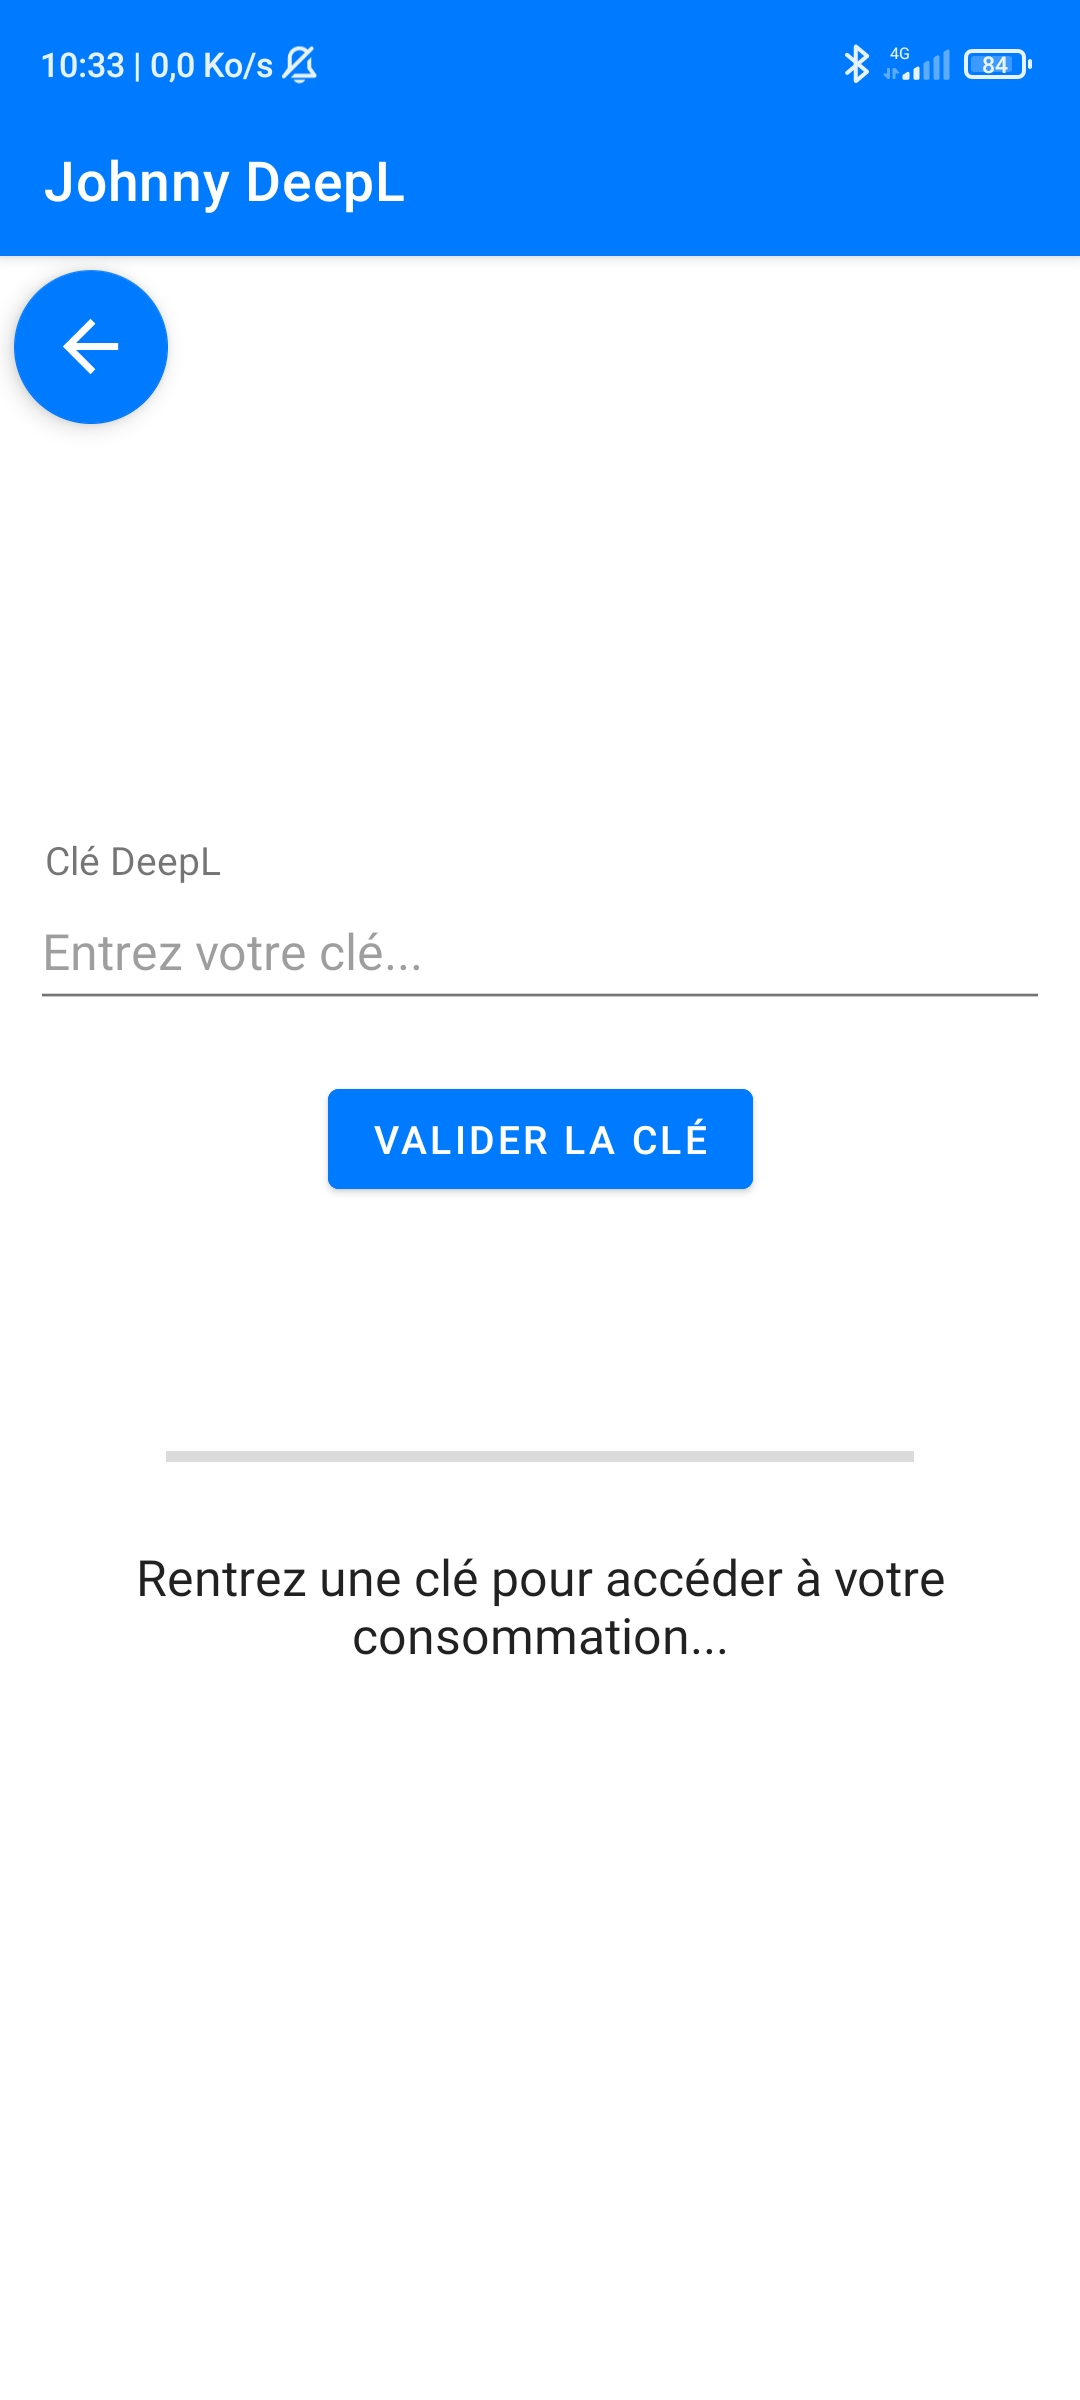 10:33 | 0,0 Ko/s
4G
84
Johnny DeepL
Clé DeepL
Entrez votre clé...
VALIDER LA CLÉ
Rentrez une clé pour accéder à votre
consommation...